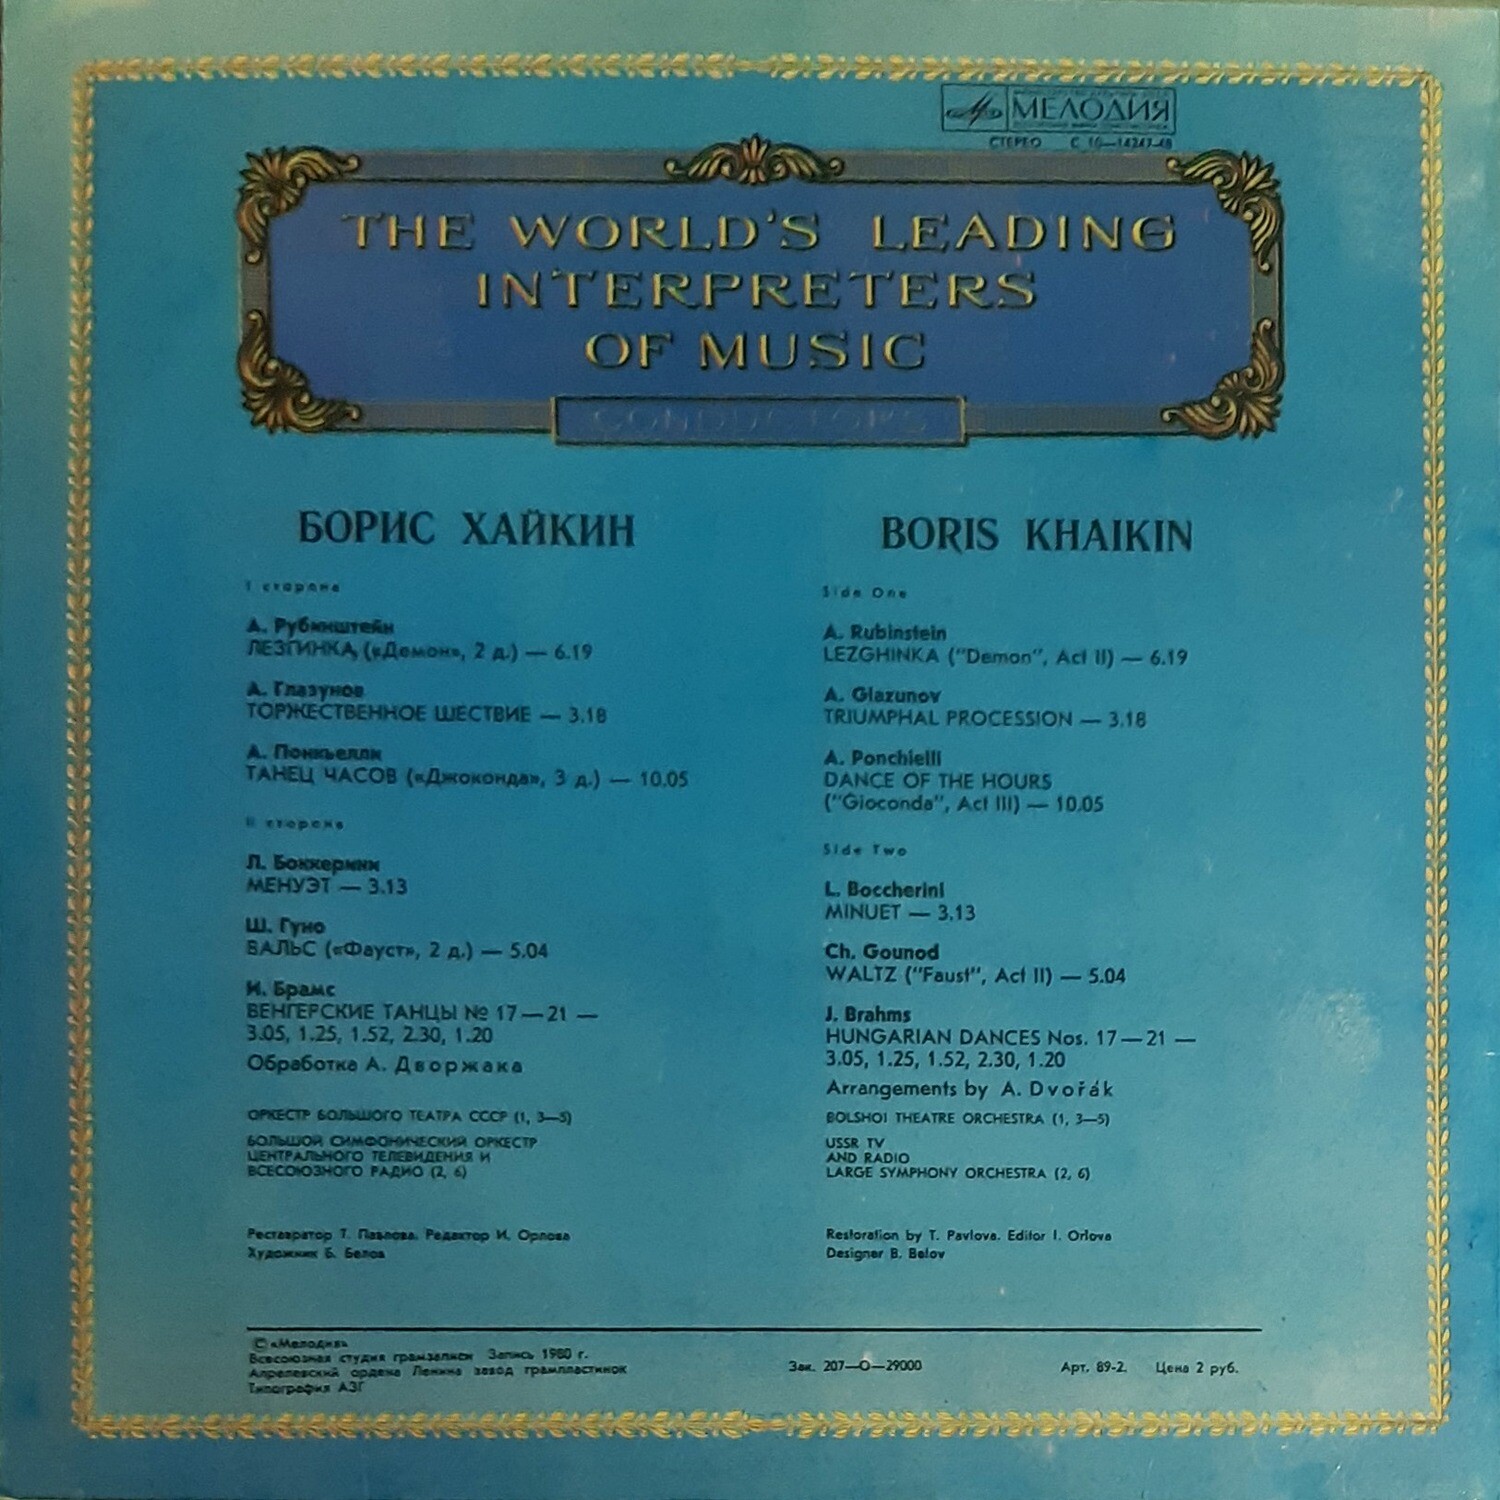 МЕЛОДИЯ
СТЕРЕО С 10—14247-48
THE WORLD'S LEADING
INTERPRETERS
OF MUSIC
CONDUCTORS
БОРИС ХАЙКИН
I сторона
А. Рубинштейн
ЛЕЗГИНКА, («Демон», 2 д.) — 6.19
А. Глазунов
ТОРЖЕСТВЕННОЕ ШЕСТВИЕ — 3.18
А. Понкьелли
ТАНЕЦ ЧАСОВ («Джоконда», 3 д.) — 10.05
II сторона
Л. Боккерини
МЕНУЭТ — 3.13
Ш. Гуно
ВАЛЬС («Фауст», 2 д.) — 5.04
И. Брамс
ВЕНГЕРСКИЕ ТАНЦЫ № 17—21 —
3.05, 1.25, 1.52, 2.30, 1.20
Обработка А. Дворжака
ОРКЕСТР БОЛЬШОГО ТЕАТРА СССР (1, 3—5)
БОЛЬШОЙ СИМФОНИЧЕСКИЙ ОРКЕСТР
ЦЕНТРАЛЬНОГО ТЕЛЕВИДЕНИЯ И
ВСЕСОЮЗНОГО РАДИО (2, 6)
Реставратор Т. Павлова. Редактор И. Орлова
Художник Б. Белов
BORIS KHAIKIN
Side One
A. Rubinstein
LEZGHINKA ("Demon", Act II) — 6.19
A. Glazunov
TRIUMPHAL PROCESSION — 3.18
A. Ponchielli
DANCE OF THE HOURS
("Gioconda", Act III) — 10.05
Side Two
L. Boccherini
MINUET — 3.13
Ch. Gounod
WALTZ ("Faust", Act II) — 5.04
J. Brahms
HUNGARIAN DANCES Nos. 17—21 —
3.05, 1.25, 1.52, 2.30, 1.20
Arrangements by A. Dvořák
BOLSHOI THEATRE ORCHESTRA (1, 3—5)
USSR TV
AND RADIO
LARGE SYMPHONY ORCHESTRA (2, 6)
Restoration by T. Pavlova. Editor I. Orlova
Designer B. Belov
© «Мелодия»
Всесоюзная студия грамзаписи Запись 1980 г.
Апрелевский ордена Ленина завод грампластинок
Типография АЗГ
Зак. 207—О—29000
Арт. 89-2. Цена 2 руб.